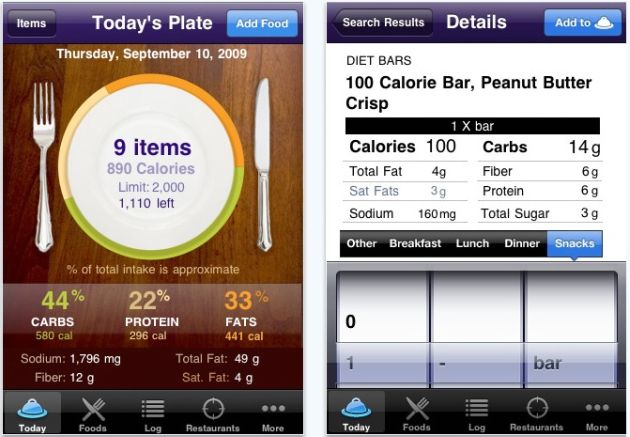 Items
Today's Plate
Add Food
Thursday, September 10, 2009
9 items
890 Calories
Limit: 2,000
1,110 left
% of total intake is approximate
44% 22% 33%
CARBS PROTEIN FATS
580 cal 296 cal 441 cal
Sodium: 1,796 mg Total Fat: 49 g
Fiber: 12 g Sat. Fat: 4 g
Today Foods Log Restaurants More
Search Results
Details
Add to
DIET BARS
100 Calorie Bar, Peanut Butter
Crisp
1 X bar
Calories 100 Carbs 14 g
Total Fat 4g Fiber 6 g
Sat Fats 3 g Protein 6 g
Sodium 160 mg Total Sugar 3 g
Other Breakfast Lunch Dinner Snacks
0
1 - bar
Today Foods Log Restaurants More